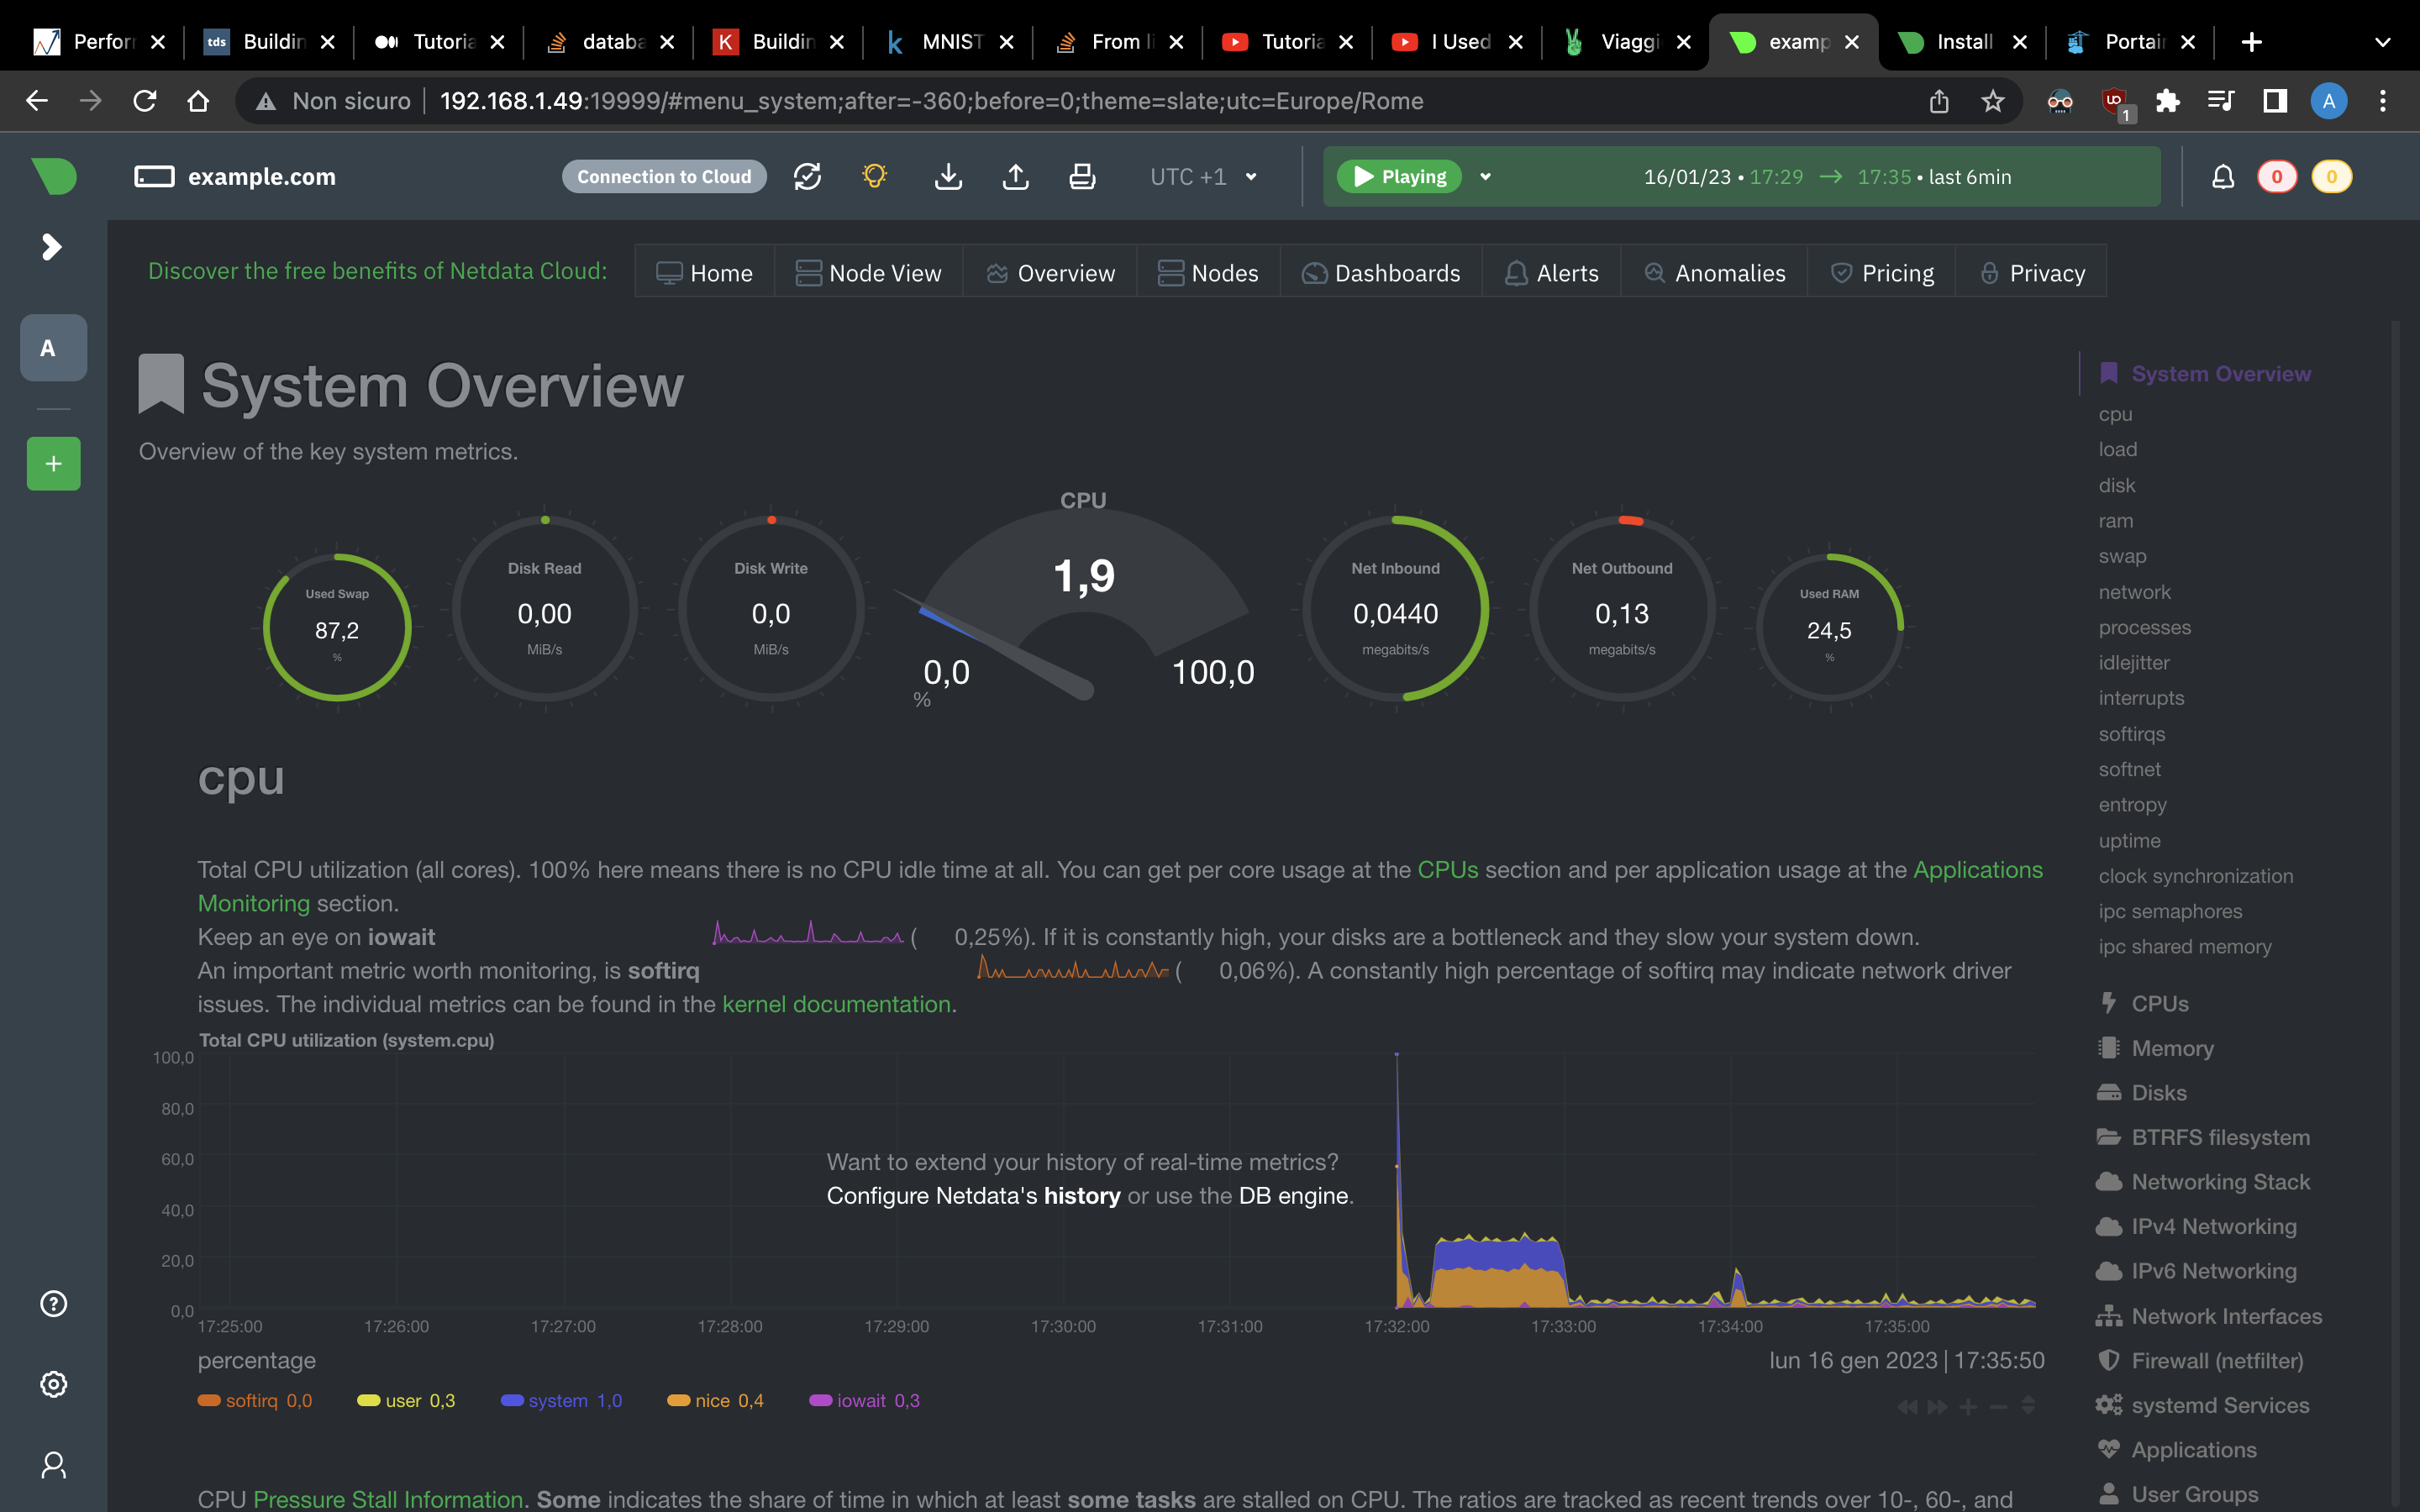 Perfor
tds Buildin
Tutoria
databa
K Buildin
k MNIST
From li
Tutoria
I Used
Viaggi
examp
Install
Portai
Non sicuro 192.168.1.49:19999/#menu_system;after=-360;before=0;theme=slate;utc=Europe/Rome
1
A
example.com
Connection to Cloud
UTC +1
Playing
16/01/23 • 17:29 → 17:35 • last 6min
0
0
A
+
Discover the free benefits of Netdata Cloud:
Home
Node View
Overview
Nodes
Dashboards
Alerts
Anomalies
Pricing
Privacy
System Overview
Overview of the key system metrics.
Used Swap
87,2
%
Disk Read
0,00
MiB/s
Disk Write
0,0
MiB/s
CPU
1,9
0,0
100,0
%
Net Inbound
0,0440
megabits/s
Net Outbound
0,13
megabits/s
Used RAM
24,5
%
cpu
Total CPU utilization (all cores). 100% here means there is no CPU idle time at all. You can get per core usage at the CPUs section and per application usage at the Applications
Monitoring section.
Keep an eye on iowait ( 0,25%). If it is constantly high, your disks are a bottleneck and they slow your system down.
An important metric worth monitoring, is softirq ( 0,06%). A constantly high percentage of softirq may indicate network driver
issues. The individual metrics can be found in the kernel documentation.
Total CPU utilization (system.cpu)
100,0
80,0
60,0
40,0
20,0
0,0
Want to extend your history of real-time metrics?
Configure Netdata's history or use the DB engine.
17:25:00 17:26:00 17:27:00 17:28:00 17:29:00 17:30:00 17:31:00 17:32:00 17:33:00 17:34:00 17:35:00
percentage
lun 16 gen 2023 | 17:35:50
softirq 0,0 user 0,3 system 1,0 nice 0,4 iowait 0,3
CPU Pressure Stall Information. Some indicates the share of time in which at least some tasks are stalled on CPU. The ratios are tracked as recent trends over 10-, 60-, and
System Overview
cpu
load
disk
ram
swap
network
processes
idlejitter
interrupts
softirqs
softnet
entropy
uptime
clock synchronization
ipc semaphores
ipc shared memory
CPUs
Memory
Disks
BTRFS filesystem
Networking Stack
IPv4 Networking
IPv6 Networking
Network Interfaces
Firewall (netfilter)
systemd Services
Applications
User Groups